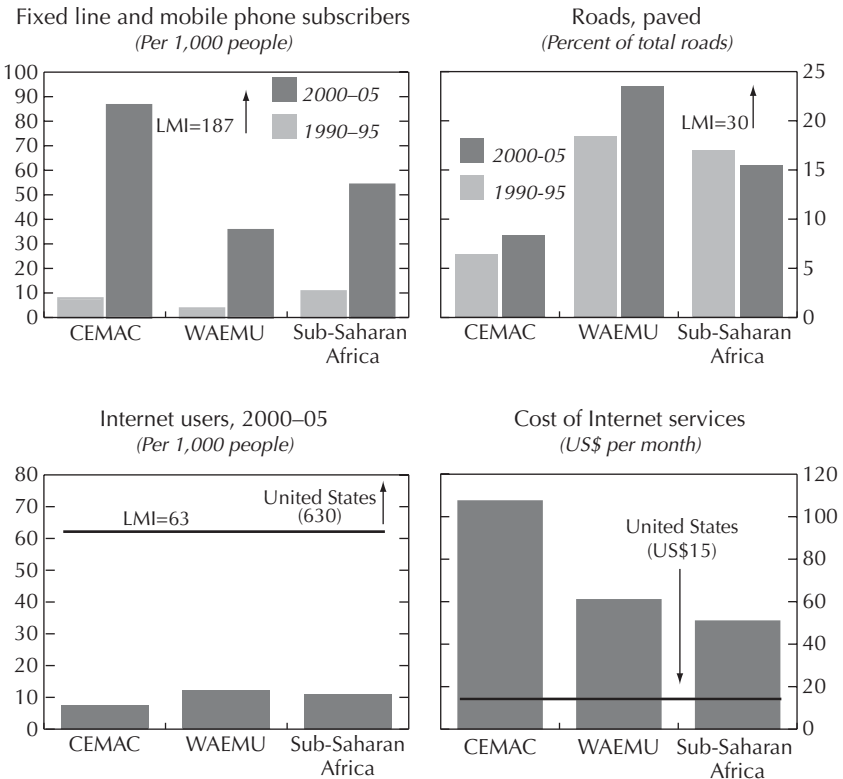 Fixed line and mobile phone subscribers
(Per 1,000 people)
100
90
80
70
60
50
40
30
20
10
0
2000–05
1990–95
LMI=187
CEMAC
WAEMU
Sub-Saharan
Africa
Roads, paved
(Percent of total roads)
25
20
15
10
5
0
LMI=30
2000-05
1990-95
CEMAC
WAEMU
Sub-Saharan
Africa
Internet users, 2000–05
(Per 1,000 people)
80
70
60
50
40
30
20
10
0
LMI=63
United States
(630)
CEMAC
WAEMU
Sub-Saharan
Africa
Cost of Internet services
(US$ per month)
120
100
80
60
40
20
0
United States
(US$15)
CEMAC
WAEMU
Sub-Saharan
Africa